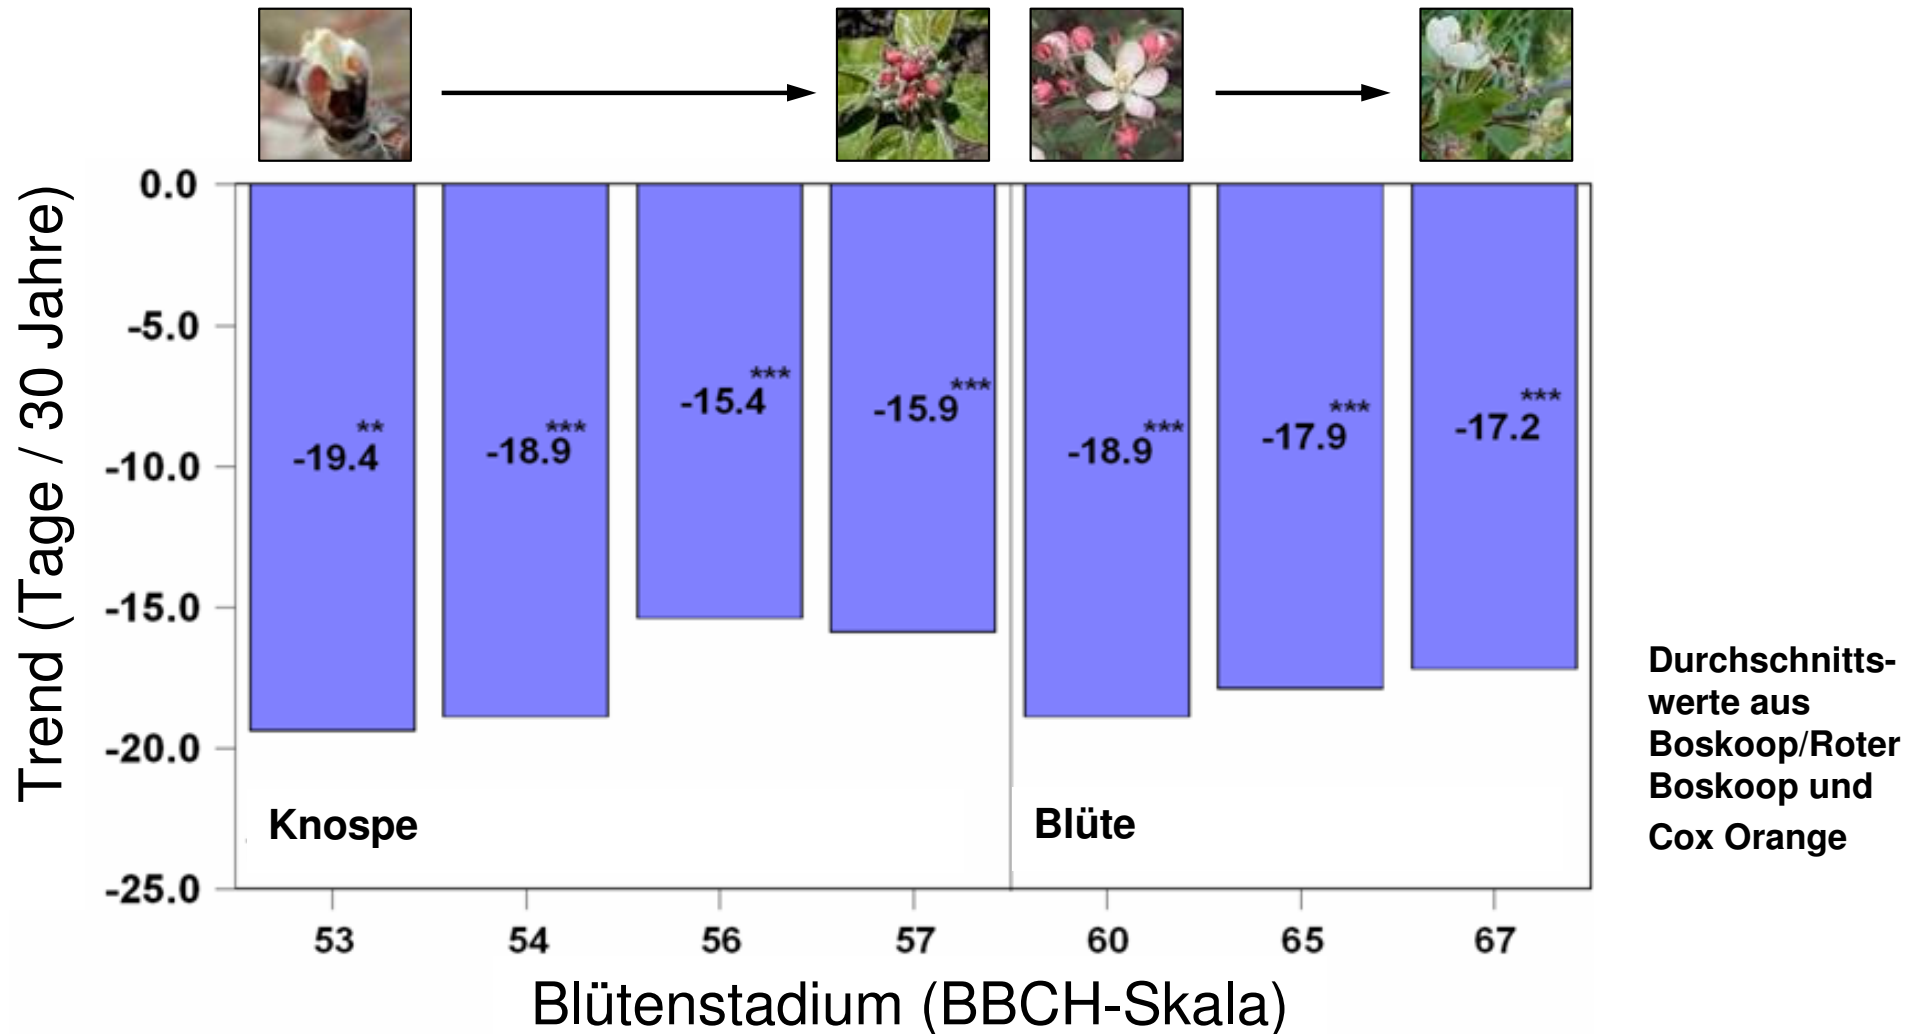 Trend (Tage / 30 Jahre)
0.0
-5.0
-10.0
-15.0
-20.0
-25.0
-19.4 **
-18.9 ***
-15.4 ***
-15.9 ***
-18.9 ***
-17.9 ***
-17.2 ***
Knospe
Blüte
53
54
56
57
60
65
67
Blütenstadium (BBCH-Skala)
Durchschnitts-
werte aus
Boskoop/Roter
Boskoop und
Cox Orange